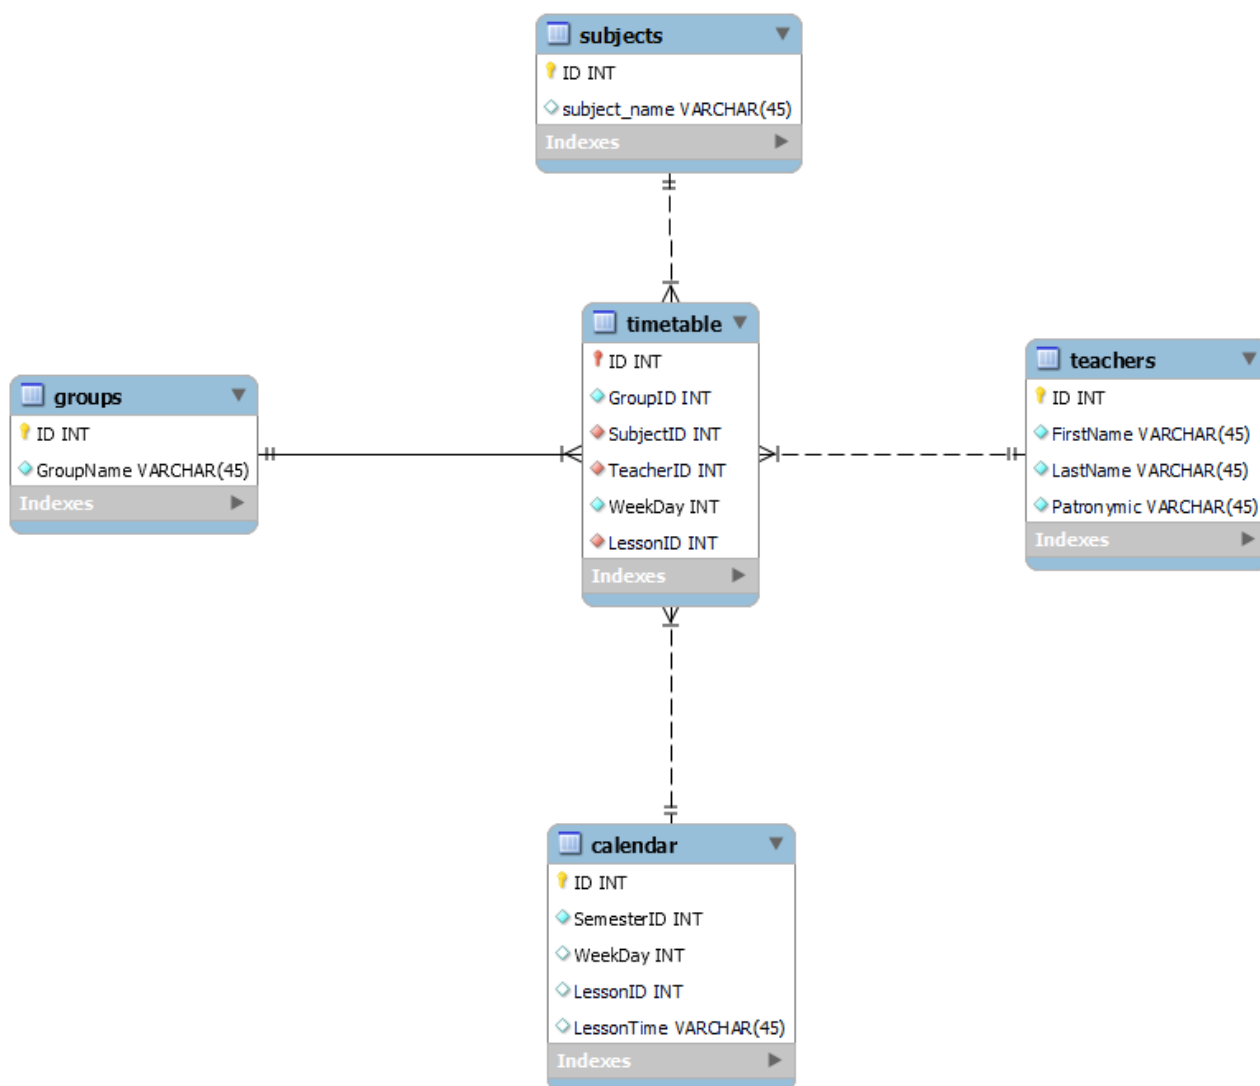 subjects
ID INT
subject_name VARCHAR(45)
Indexes
timetable
ID INT
GroupID INT
SubjectID INT
TeacherID INT
WeekDay INT
LessonID INT
Indexes
teachers
ID INT
FirstName VARCHAR(45)
LastName VARCHAR(45)
Patronymic VARCHAR(45)
Indexes
groups
ID INT
GroupName VARCHAR(45)
Indexes
calendar
ID INT
SemesterID INT
WeekDay INT
LessonID INT
LessonTime VARCHAR(45)
Indexes